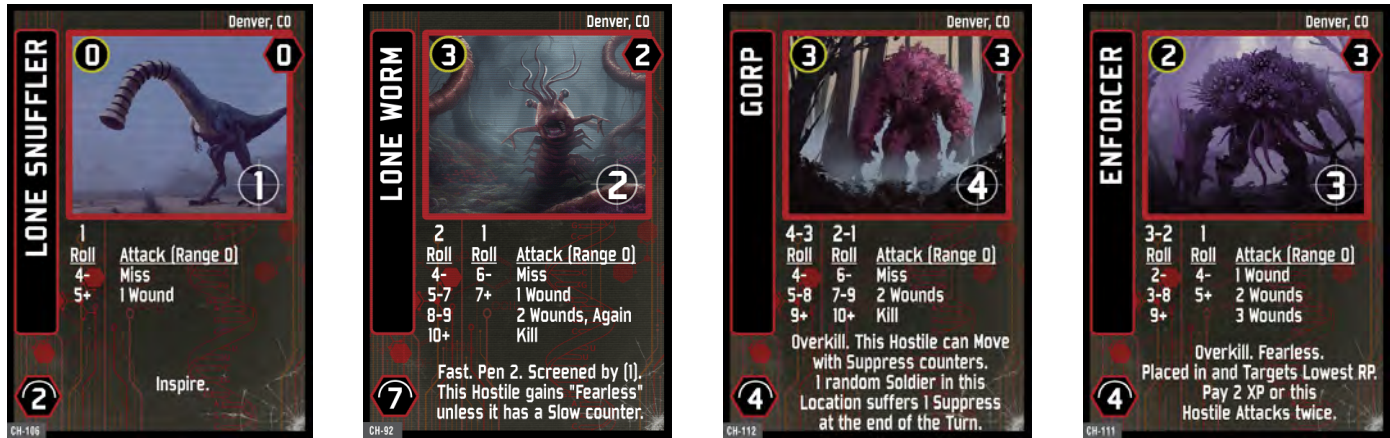 Denver, CO
LONE SNUFFLER
0
0
1
1
Roll Attack (Range 0)
4- Miss
5+ 1 Wound
Inspire.
2
CH-106
Denver, CO
LONE WORM
3
2
2
2 1
Roll Roll Attack (Range 0)
4- 6- Miss
5-7 7+ 1 Wound
8-9 2 Wounds, Again
10+ Kill
Fast. Pen 2. Screened by (1).
This Hostile gains "Fearless"
unless it has a Slow counter.
7
CH-92
Denver, CO
GORP
3
3
4
4-3 2-1
Roll Roll Attack (Range 0)
4- 6- Miss
5-8 7-9 2 Wounds
9+ 10+ Kill
Overkill. This Hostile can Move
with Suppress counters.
1 random Soldier in this
Location suffers 1 Suppress
at the end of the Turn.
4
CH-112
Denver, CO
ENFORCER
2
3
3
3-2 1
Roll Roll Attack (Range 0)
2- 4- 1 Wound
3-8 5+ 2 Wounds
9+ 3 Wounds
Overkill. Fearless.
Placed in and Targets Lowest RP.
Pay 2 XP or this
Hostile Attacks twice.
4
CH-111